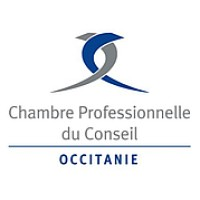 Chambre Professionnelle
du Conseil
OCCITANIE